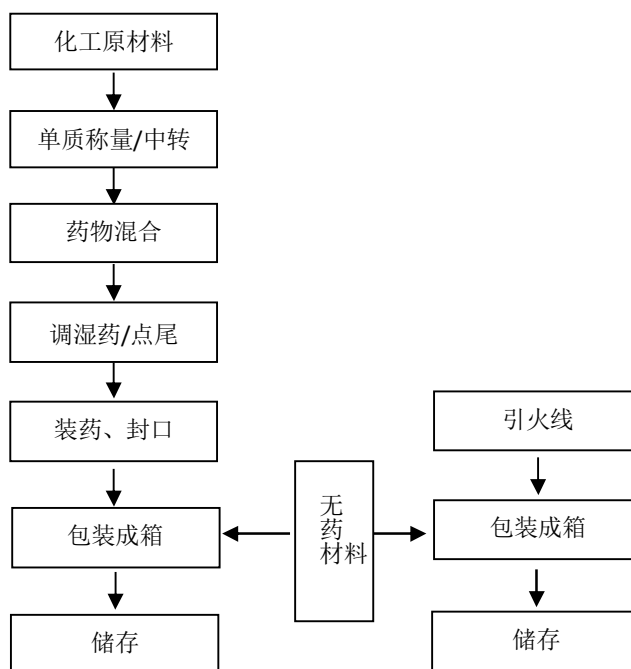 化工原材料
单质称量/中转
药物混合
调湿药/点尾
装药、封口
包装成箱
储存
无
药
材料
引火线
包装成箱
储存